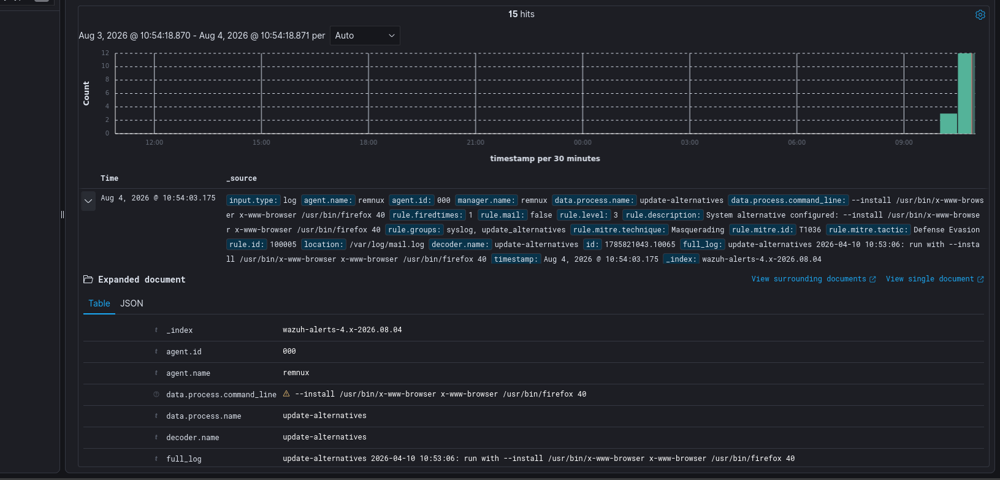 15 hits
Aug 3, 2026 @ 10:54:18.870 - Aug 4, 2026 @ 10:54:18.871 per Auto
12
10
8
6
4
2
0
Count
12:00 15:00 18:00 21:00 00:00 03:00 06:00 09:00
timestamp per 30 minutes
Time _source
Aug 4, 2026 @ 10:54:03.175 input.type: log agent.name: remnux agent.id: 000 manager.name: remnux data.process.name: update-alternatives data.process.command_line: --install /usr/bin/x-www-brows
er x-www-browser /usr/bin/firefox 40 rule.firedtimes: 1 rule.mail: false rule.level: 3 rule.description: System alternative configured: --install /usr/bin/x-www-browse
r x-www-browser /usr/bin/firefox 40 rule.groups: syslog, update_alternatives rule.mitre.technique: Masquerading rule.mitre.id: T1036 rule.mitre.tactic: Defense Evasion
rule.id: 100005 location: /var/log/mail.log decoder.name: update-alternatives id: 1785821043.10065 full_log: update-alternatives 2026-04-10 10:53:06: run with --insta
ll /usr/bin/x-www-browser x-www-browser /usr/bin/firefox 40 timestamp: Aug 4, 2026 @ 10:54:03.175 _index: wazuh-alerts-4.x-2026.08.04
Expanded document View surrounding documents View single document
Table JSON
t _index wazuh-alerts-4.x-2026.08.04
t agent.id 000
t agent.name remnux
data.process.command_line --install /usr/bin/x-www-browser x-www-browser /usr/bin/firefox 40
t data.process.name update-alternatives
t decoder.name update-alternatives
t full_log update-alternatives 2026-04-10 10:53:06: run with --install /usr/bin/x-www-browser x-www-browser /usr/bin/firefox 40